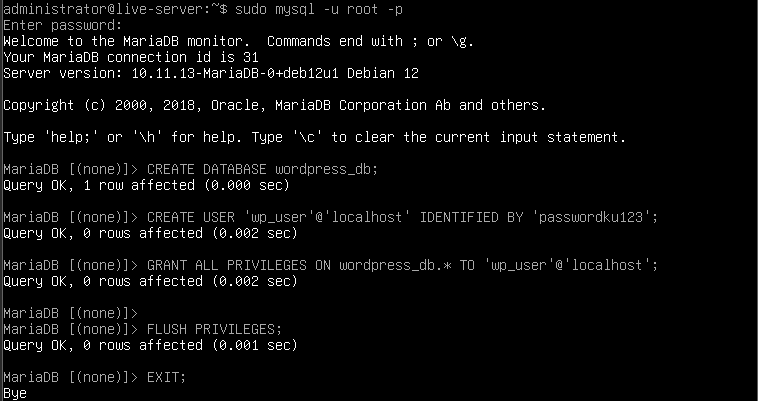 administrator@live-server:~$ sudo mysql -u root -p
Enter password:
Welcome to the MariaDB monitor.  Commands end with ; or \g.
Your MariaDB connection id is 31
Server version: 10.11.13-MariaDB-0+deb12u1 Debian 12
Copyright (c) 2000, 2018, Oracle, MariaDB Corporation Ab and others.
Type 'help;' or '\h' for help. Type '\c' to clear the current input statement.
MariaDB [(none)]> CREATE DATABASE wordpress_db;
Query OK, 1 row affected (0.000 sec)
MariaDB [(none)]> CREATE USER 'wp_user'@'localhost' IDENTIFIED BY 'passwordku123';
Query OK, 0 rows affected (0.002 sec)
MariaDB [(none)]> GRANT ALL PRIVILEGES ON wordpress_db.* TO 'wp_user'@'localhost';
Query OK, 0 rows affected (0.002 sec)
MariaDB [(none)]>
MariaDB [(none)]> FLUSH PRIVILEGES;
Query OK, 0 rows affected (0.001 sec)
MariaDB [(none)]> EXIT;
Bye